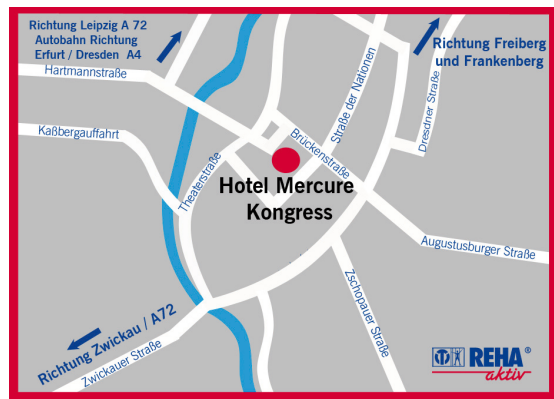 Richtung Leipzig A 72
Autobahn Richtung
Erfurt / Dresden A4
Hartmannstraße
Kaßbergauffahrt
Theaterstraße
Brückenstraße
Straße der Nationen
Richtung Freiberg
und Frankenberg
Dresdner Straße
Hotel Mercure
Kongress
Augustusburger Straße
Zschopauer Straße
Richtung Zwickau / A72
Zwickauer Straße
REHA®
aktiv